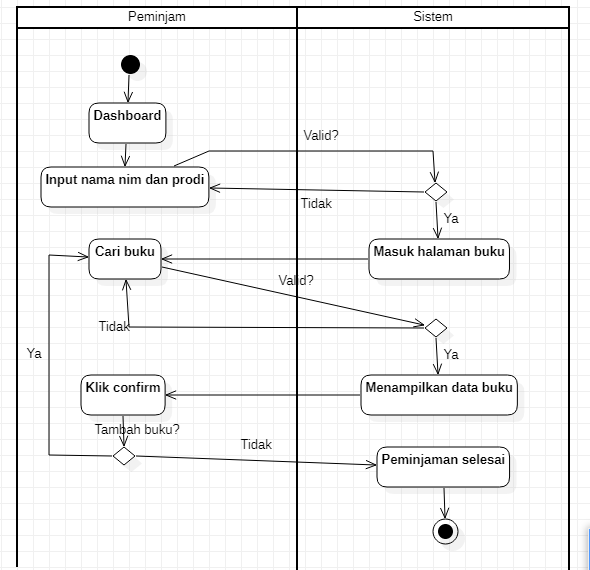 Peminjam
Sistem
Dashboard
Valid?
Input nama nim dan prodi
Tidak
Ya
Cari buku
Masuk halaman buku
Valid?
Tidak
Ya
Ya
Klik confirm
Menampilkan data buku
Tambah buku?
Tidak
Peminjaman selesai